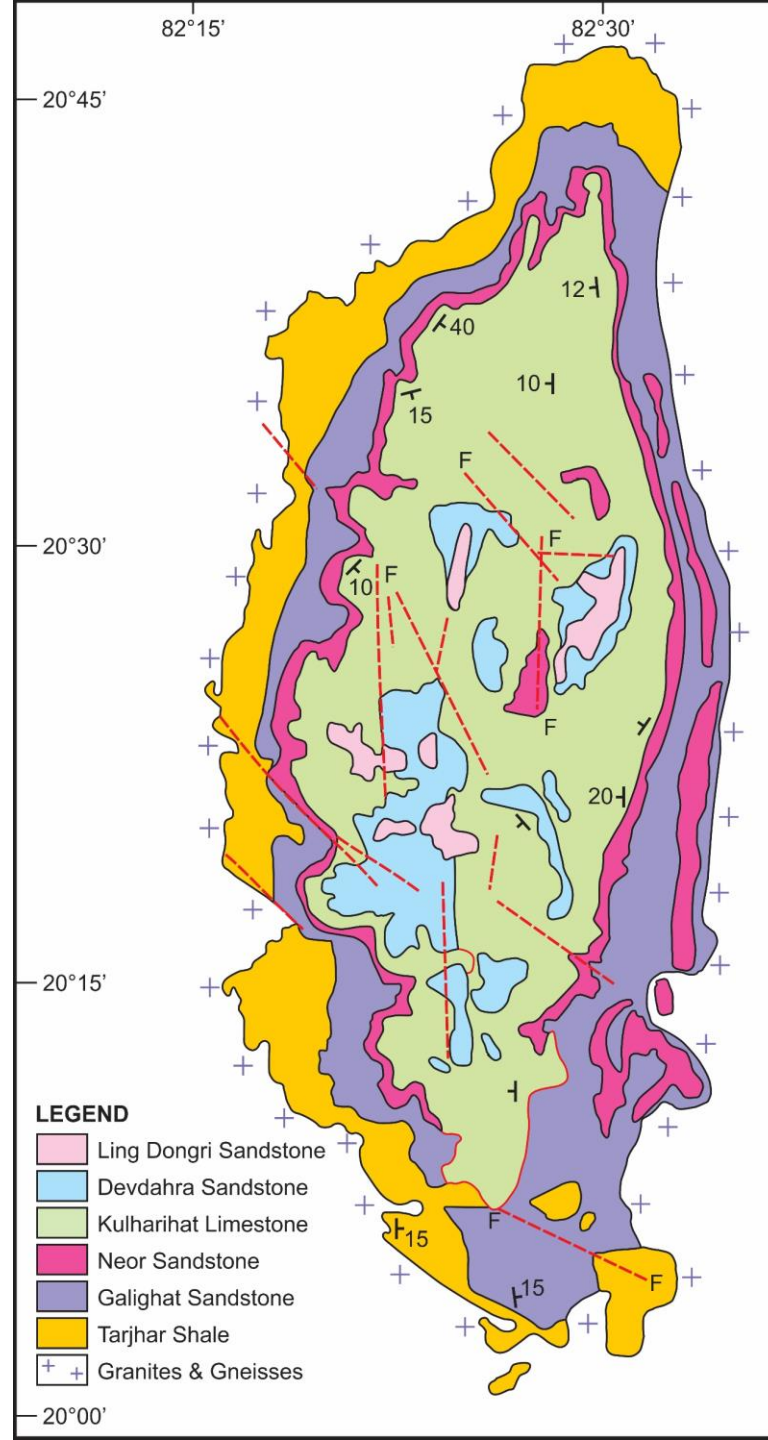 82°15’ 82°30’
20°45’
12
40
10
15
F
20°30’
F
10 F
F
20
20°15’
LEGEND
Ling Dongri Sandstone
Devdahra Sandstone
Kulharihat Limestone
Neor Sandstone
Galighat Sandstone
Tarjhar Shale
Granites & Gneisses
F
15
F
15
20°00’